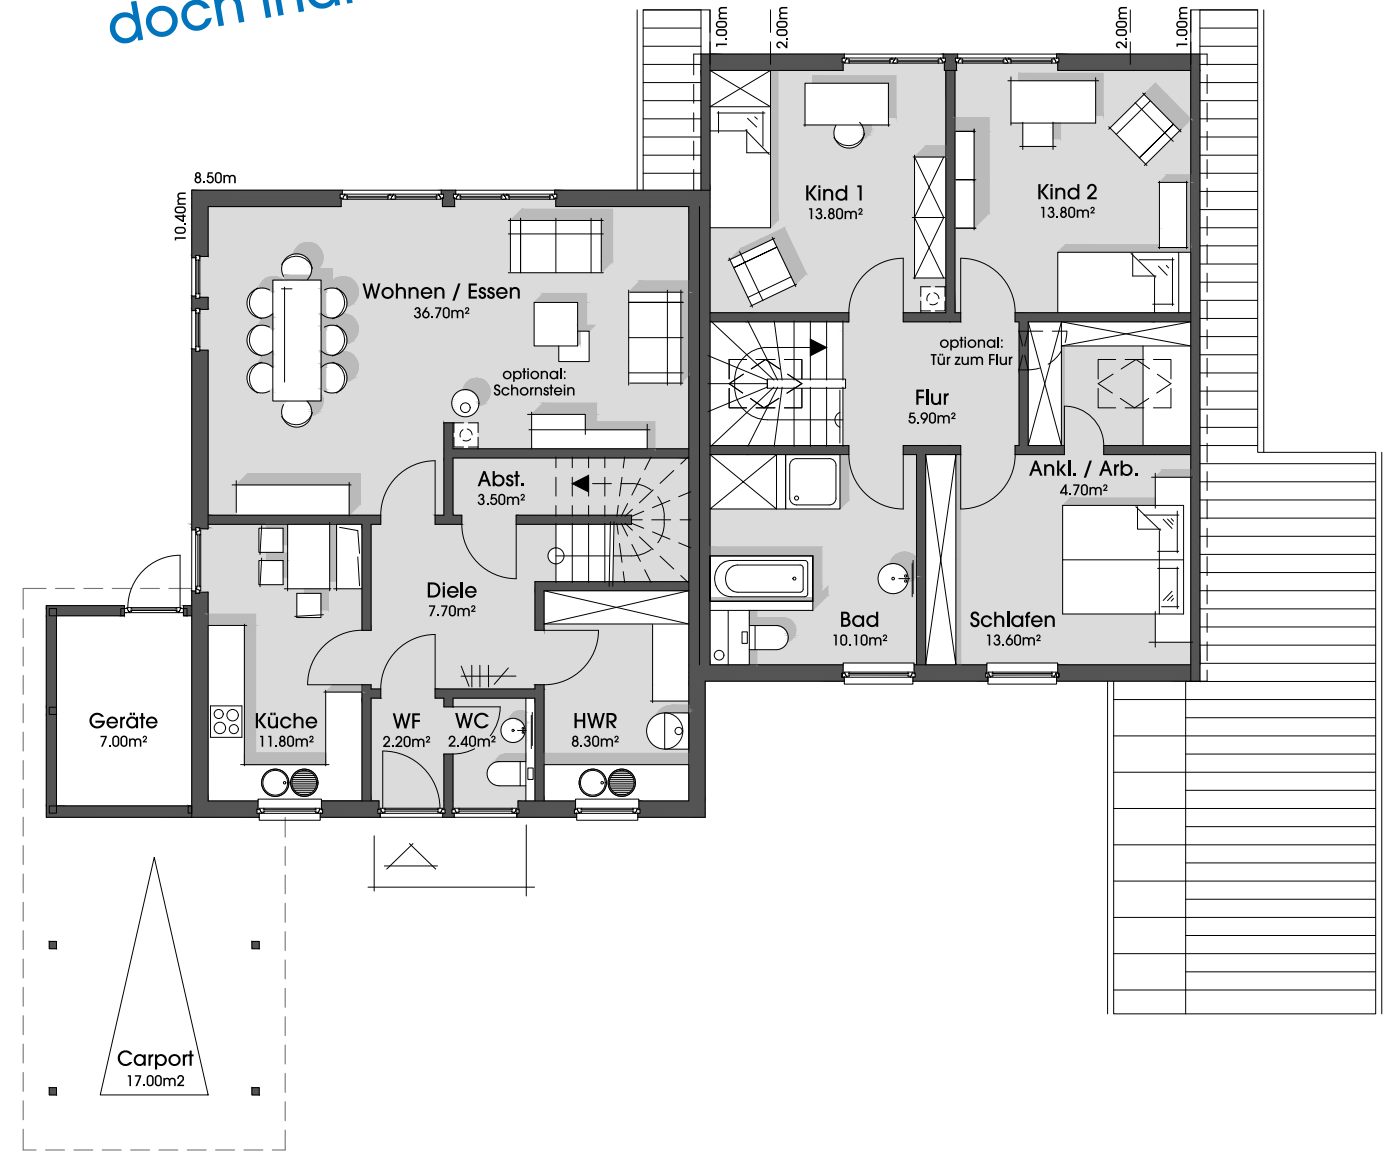 doch
1.00m
2.00m
2.00m
1.00m
8.50m
10.40m
Wohnen / Essen
36.70m²
optional:
Schornstein
Abst.
3.50m²
Diele
7.70m²
Geräte
7.00m²
Küche
11.80m²
WF
2.20m²
WC
2.40m²
HWR
8.30m²
Carport
17.00m2
Kind 1
13.80m²
Kind 2
13.80m²
optional:
Tür zum Flur
Flur
5.90m²
Ankl. / Arb.
4.70m²
Bad
10.10m²
Schlafen
13.60m²